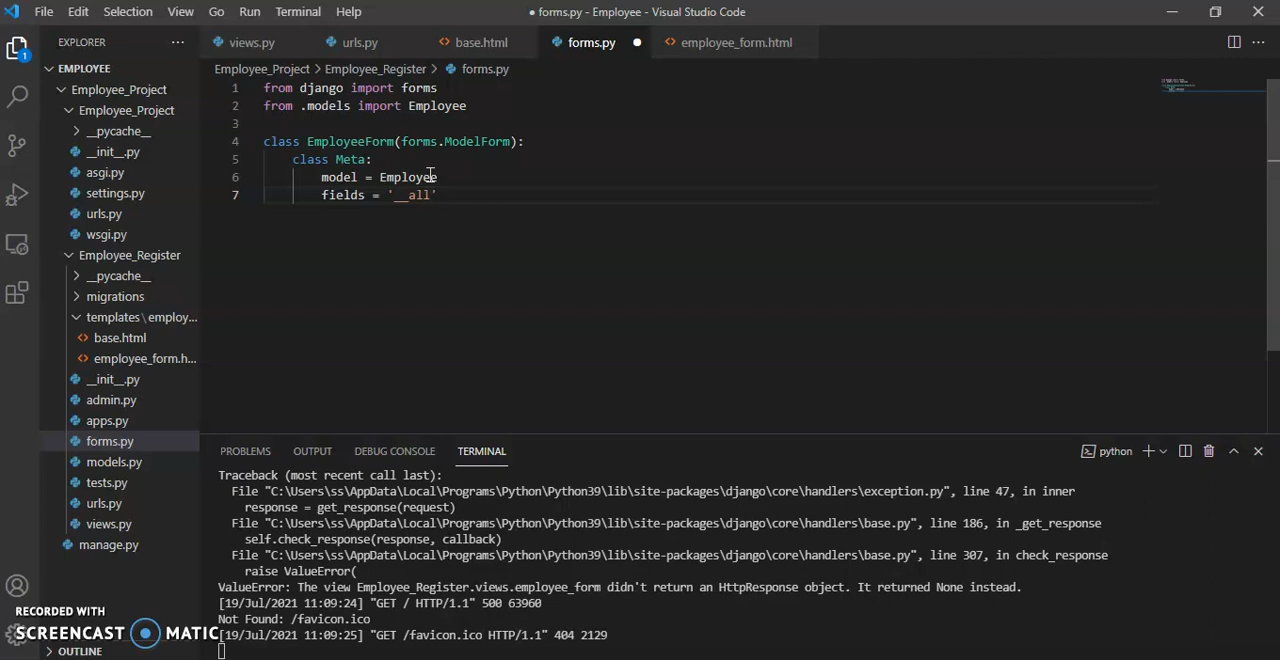 File Edit Selection View Go Run Terminal Help
● forms.py - Employee - Visual Studio Code
EXPLORER
views.py
urls.py
base.html
forms.py
employee_form.html
EMPLOYEE
Employee_Project
Employee_Project
__pycache__
__init__.py
asgi.py
settings.py
urls.py
wsgi.py
Employee_Register
__pycache__
migrations
templates\employ...
base.html
employee_form.h...
__init__.py
admin.py
apps.py
forms.py
models.py
tests.py
urls.py
views.py
manage.py
OUTLINE
1
Employee_Project > Employee_Register > forms.py
1 from django import forms
2 from .models import Employee
3
4 class EmployeeForm(forms.ModelForm):
5 class Meta:
6 model = Employee
7 fields = '__all'
PROBLEMS OUTPUT DEBUG CONSOLE TERMINAL
python
Traceback (most recent call last):
File "C:\Users\ss\AppData\Local\Programs\Python\Python39\lib\site-packages\django\core\handlers\exception.py", line 47, in inner
response = get_response(request)
File "C:\Users\ss\AppData\Local\Programs\Python\Python39\lib\site-packages\django\core\handlers\base.py", line 186, in _get_response
self.check_response(response, callback)
File "C:\Users\ss\AppData\Local\Programs\Python\Python39\lib\site-packages\django\core\handlers\base.py", line 307, in check_response
raise ValueError(
ValueError: The view Employee_Register.views.employee_form didn't return an HttpResponse object. It returned None instead.
[19/Jul/2021 11:09:24] "GET / HTTP/1.1" 500 63960
Not Found: /favicon.ico
[19/Jul/2021 11:09:25] "GET /favicon.ico HTTP/1.1" 404 2129
RECORDED WITH
SCREENCAST MATIC